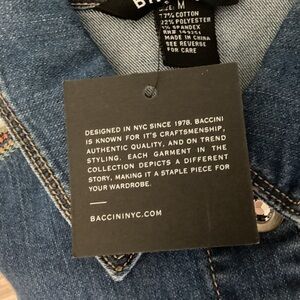 M
77% COTTON
22% POLYESTER
1% SPANDEX
MADE IN CHINA
SEE REVERSE
FOR CARE
DESIGNED IN NYC SINCE 1978, BACCINI
IS KNOWN FOR IT'S CRAFTSMENSHIP,
AUTHENTIC QUALITY, AND ON TREND
STYLING. EACH GARMENT IN THE
COLLECTION DEPICTS A DIFFERENT
STORY, MAKING IT A STAPLE PIECE FOR
YOUR WARDROBE.
BACCININYC.COM